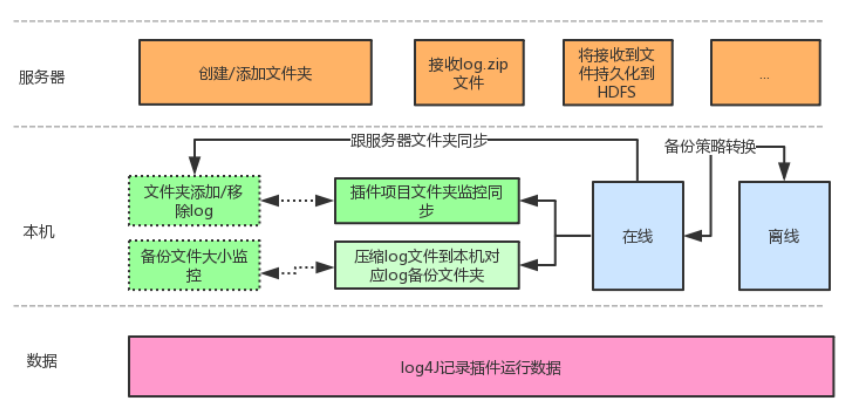 服务器
创建/添加文件夹
接收log.zip
文件
将接收到文
件持久化到
HDFS
...
跟服务器文件夹同步
备份策略转换
本机
文件夹添加/移
除log
插件项目文件夹监控同
步
在线
离线
备份文件大小监
控
压缩log文件到本机对
应log备份文件夹
数据
log4J记录插件运行数据